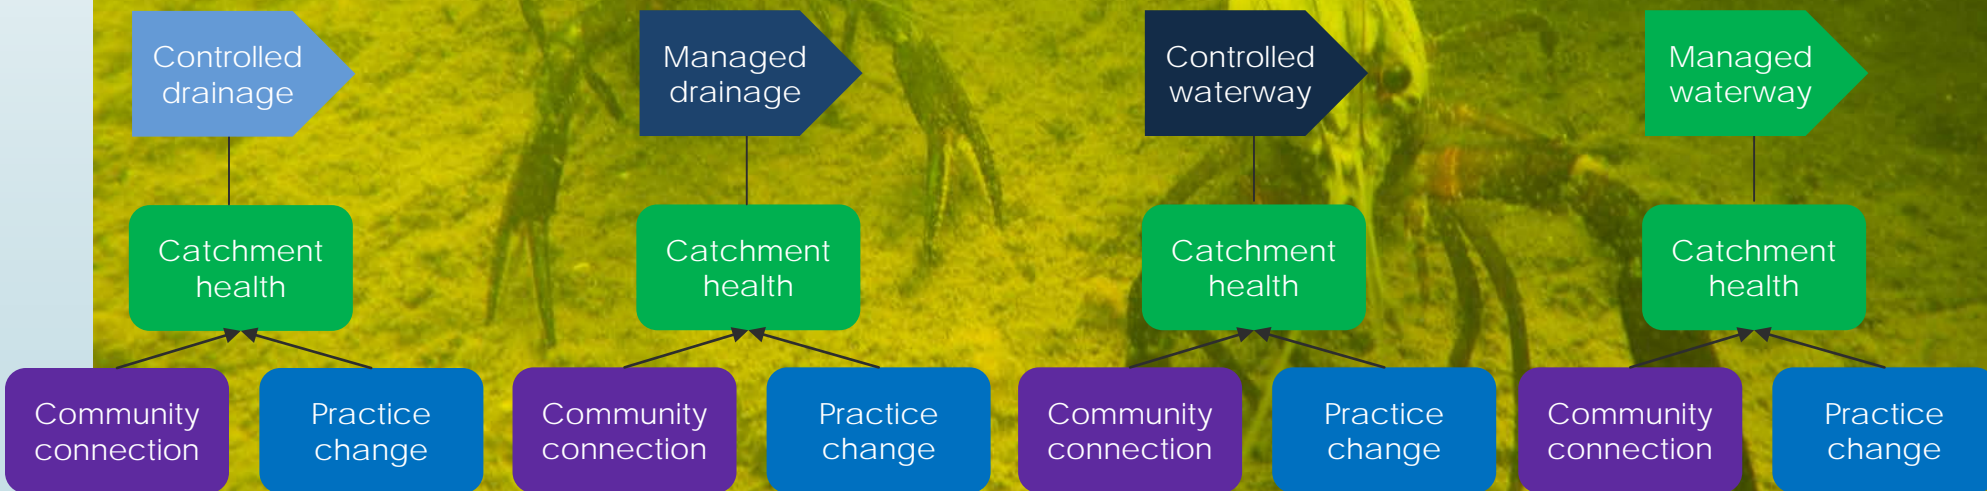 Controlled
drainage
Managed
drainage
Controlled
waterway
Managed
waterway
Catchment
health
Catchment
health
Catchment
health
Catchment
health
Community
connection
Practice
change
Community
connection
Practice
change
Community
connection
Practice
change
Community
connection
Practice
change